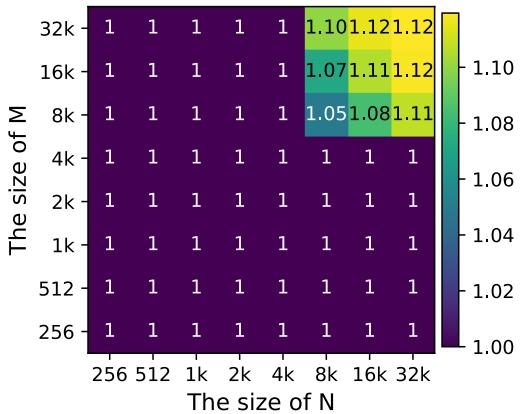 The size of M
32k 1 1 1 1 1 1.10 1.12 1.12
16k 1 1 1 1 1 1.07 1.11 1.12
8k 1 1 1 1 1 1.05 1.08 1.11
4k 1 1 1 1 1 1 1 1
2k 1 1 1 1 1 1 1 1
1k 1 1 1 1 1 1 1 1
512 1 1 1 1 1 1 1 1
256 1 1 1 1 1 1 1 1
256 512 1k 2k 4k 8k 16k 32k
The size of N
1.10
1.08
1.06
1.04
1.02
1.00